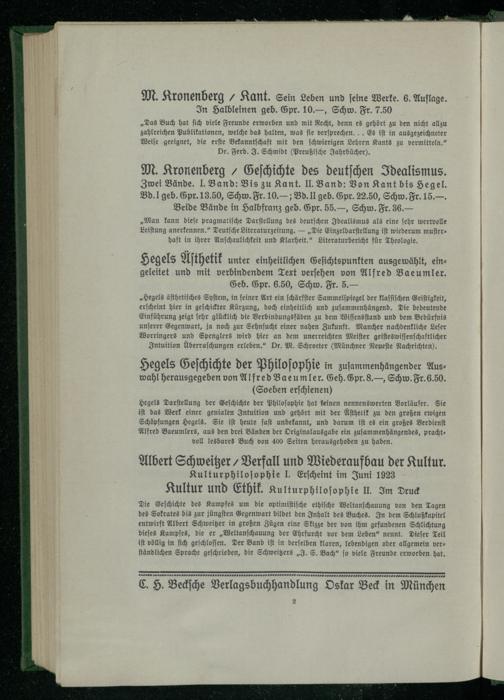 M. Kronenberg / Kant. Sein Leben und seine Werke. 6. Auflage.
In Halbleinen geb. Gpr. 10.—, Schw. Fr. 7.50
„Das Buch hat sich viele Freunde erworben und mit Recht, denn es gehört zu den nicht allzu
zahlreichen Publikationen, welche das halten, was sie versprechen... Es ist in ausgezeichneter
Weise geeignet, die erste Bekanntschaft mit den schwierigen Lehren Kants zu vermitteln.“
Dr. Ferd. J. Schmidt (Preußische Jahrbücher).
M. Kronenberg / Geschichte des deutschen Idealismus.
Zwei Bände. I. Band: Bis zu Kant. II. Band: Von Kant bis Hegel.
Bd. I geb. Gpr. 13.50, Schw. Fr. 10.—; Bd. II geb. Gpr. 22.50, Schw. Fr. 15.—.
Beide Bände in Halbfranz geb. Gpr. 55.—, Schw. Fr. 36.—
„Man kann diese pragmatische Darstellung des deutschen Idealismus als eine sehr wertvolle
Leistung anerkennen.“ Deutsche Literaturzeitung. — „Die Einzeldarstellung ist wiederum muster-
haft in ihrer Anschaulichkeit und Klarheit.“ Literaturbericht für Theologie.
Hegels Ästhetik unter einheitlichen Gesichtspunkten ausgewählt, ein-
geleitet und mit verbindendem Text versehen von Alfred Baeumler.
Geb. Gpr. 6.50, Schw. Fr. 5.—
„Hegels ästhetisches System, in seiner Art ein schärfster Sammelspiegel der klassischen Geistigkeit,
erscheint hier in geschickter Kürzung, doch einheitlich und zusammenhängend. Die bedeutende
Einführung zeigt sehr glücklich die Verbindungsfäden zu dem Wissensstand und dem Bedürfnis
unserer Gegenwart, ja noch zur Sehnsucht einer nahen Zukunft. Mancher nachdenkliche Leser
Worringers und Spenglers wird hier an dem unerreichten Meister geisteswissenschaftlicher
Intuition Überraschungen erleben.“ Dr. M. Schroeter (Münchner Neueste Nachrichten).
Hegels Geschichte der Philosophie in zusammenhängender Aus-
wahl herausgegeben von Alfred Baeumler. Geh. Gpr. 8.—, Schw. Fr. 6.50.
(Soeben erschienen)
Hegels Darstellung der Geschichte der Philosophie hat keinen nennenswerten Vorläufer. Sie
ist das Werk einer genialen Intuition und gehört mit der Ästhetik zu den großen ewigen
Schöpfungen Hegels. Sie ist heute fast unbekannt, und darum ist es ein großes Verdienst
Alfred Baeumlers, aus den drei Bänden der Originalausgabe ein zusammenhängendes, pracht-
voll lesbares Buch von 400 Seiten herausgehoben zu haben.
Albert Schweitzer / Verfall und Wiederaufbau der Kultur.
Kulturphilosophie I. Erscheint im Juni 1923
Kultur und Ethik. Kulturphilosophie II. Im Druck
Die Geschichte des Kampfes um die optimistische ethische Weltanschauung von den Tagen
des Sokrates bis zur jüngsten Gegenwart bildet den Inhalt des Buches. In dem Schlußkapitel
entwirft Albert Schweitzer in großen Zügen eine Skizze der von ihm gefundenen Schlichtung
dieses Kampfes, die er „Weltanschauung der Ehrfurcht vor dem Leben“ nennt. Dieser Teil
ist völlig in sich geschlossen. Der Band ist in derselben klaren, lebendigen aber allgemein ver-
ständlichen Sprache geschrieben, die Schweitzers „J. S. Bach“ so viele Freunde erworben hat.
C. H. Becksche Verlagsbuchhandlung Oskar Beck in München
2